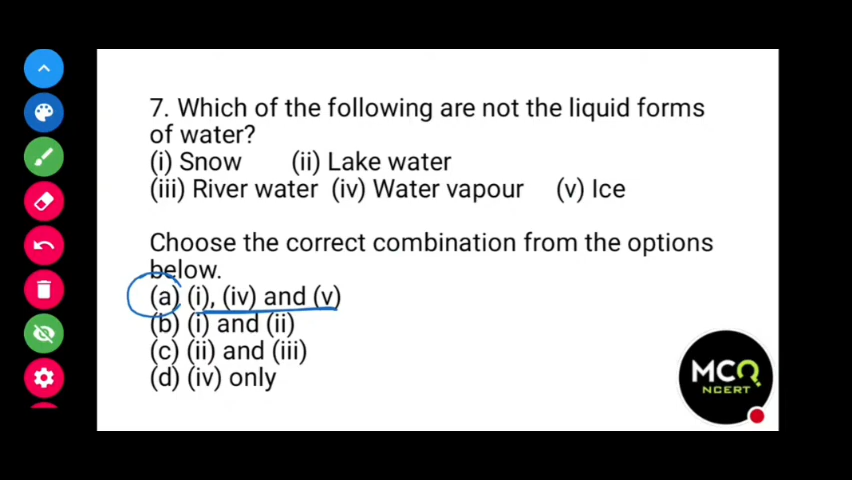 7. Which of the following are not the liquid forms
of water?
(i) Snow (ii) Lake water
(iii) River water (iv) Water vapour (v) Ice
Choose the correct combination from the options
below.
(a) (i), (iv) and (v)
(b) (i) and (ii)
(c) (ii) and (iii)
(d) (iv) only
MCQ
NCERT